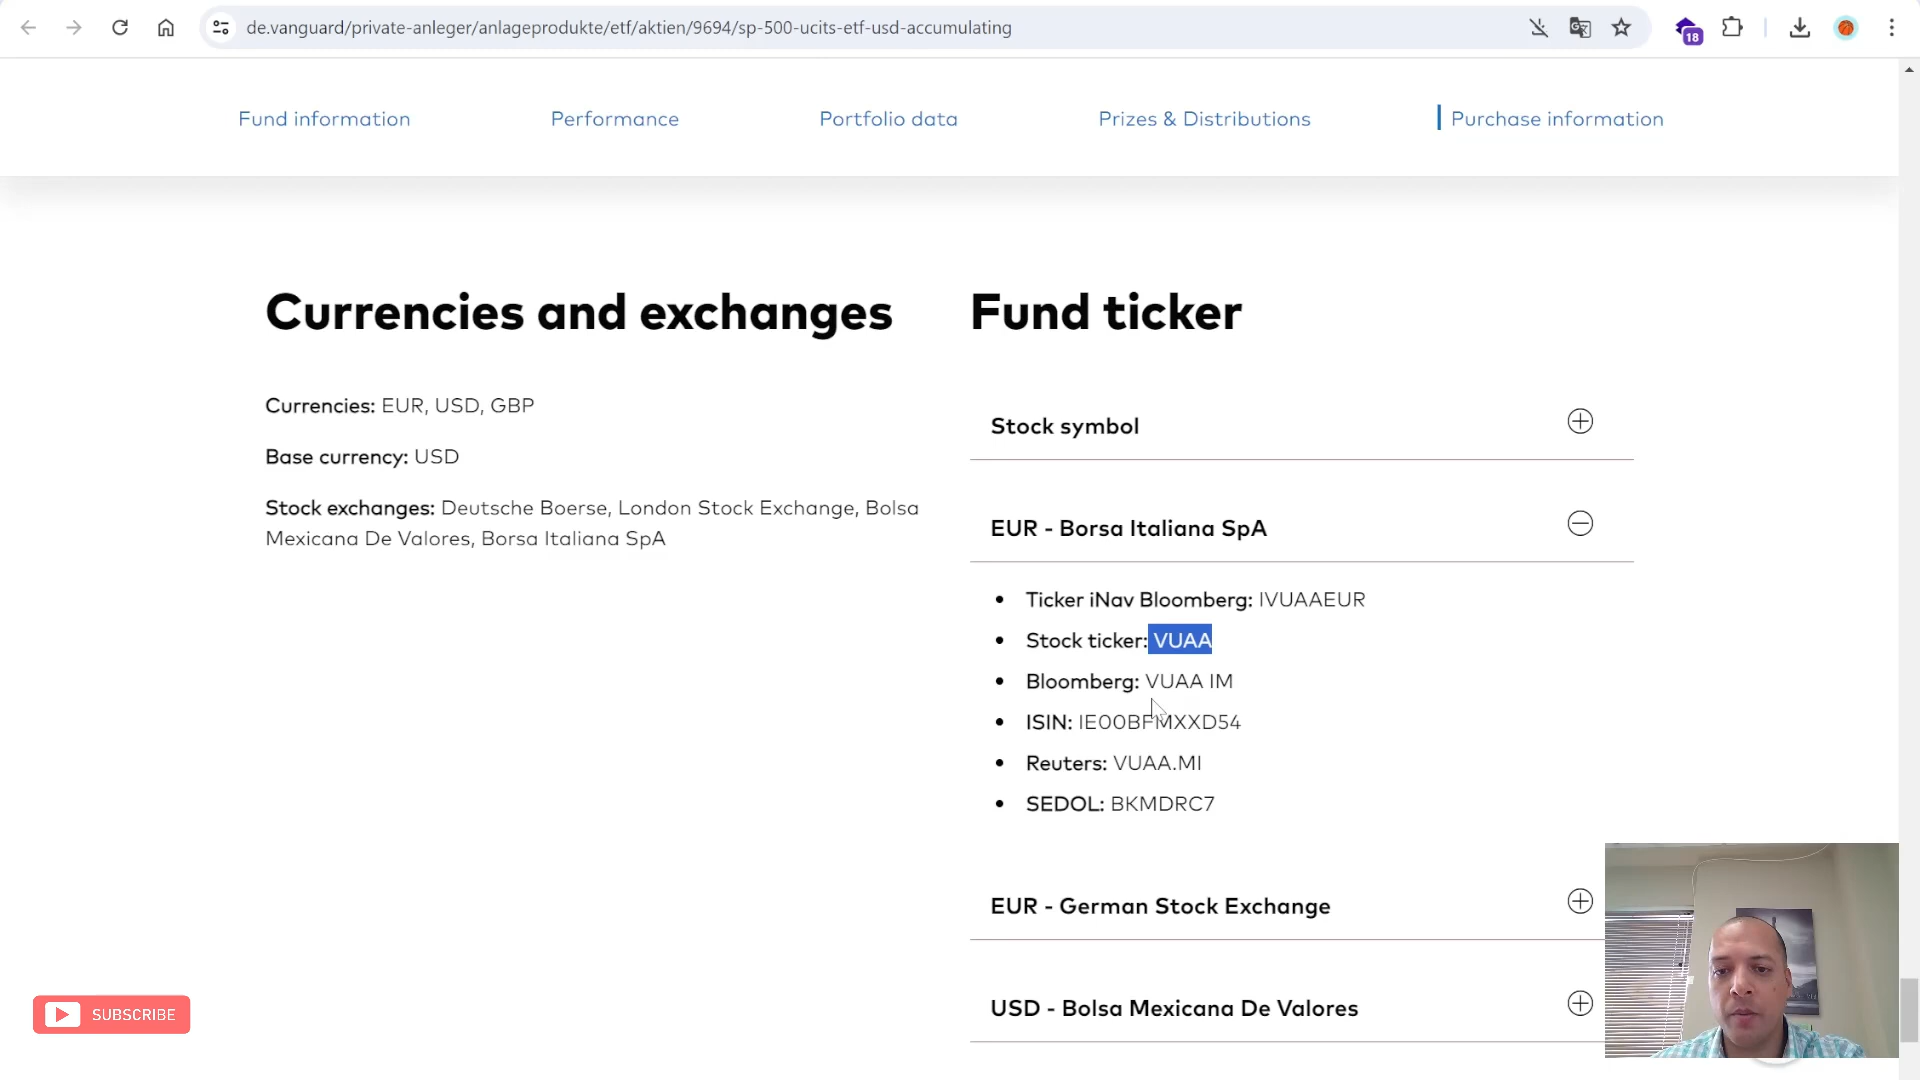 de.vanguard/private-anleger/anlageprodukte/etf/aktien/9694/sp-500-ucits-etf-usd-accumulating
18
Fund information
Performance
Portfolio data
Prizes & Distributions
Purchase information
Currencies and exchanges
Currencies: EUR, USD, GBP
Base currency: USD
Stock exchanges: Deutsche Boerse, London Stock Exchange, Bolsa
Mexicana De Valores, Borsa Italiana SpA
Fund ticker
Stock symbol
EUR - Borsa Italiana SpA
• Ticker iNav Bloomberg: IVUAAEUR
• Stock ticker: VUAA
• Bloomberg: VUAA IM
• ISIN: IE00BFMXXD54
• Reuters: VUAA.MI
• SEDOL: BKMDRC7
EUR - German Stock Exchange
USD - Bolsa Mexicana De Valores
SUBSCRIBE